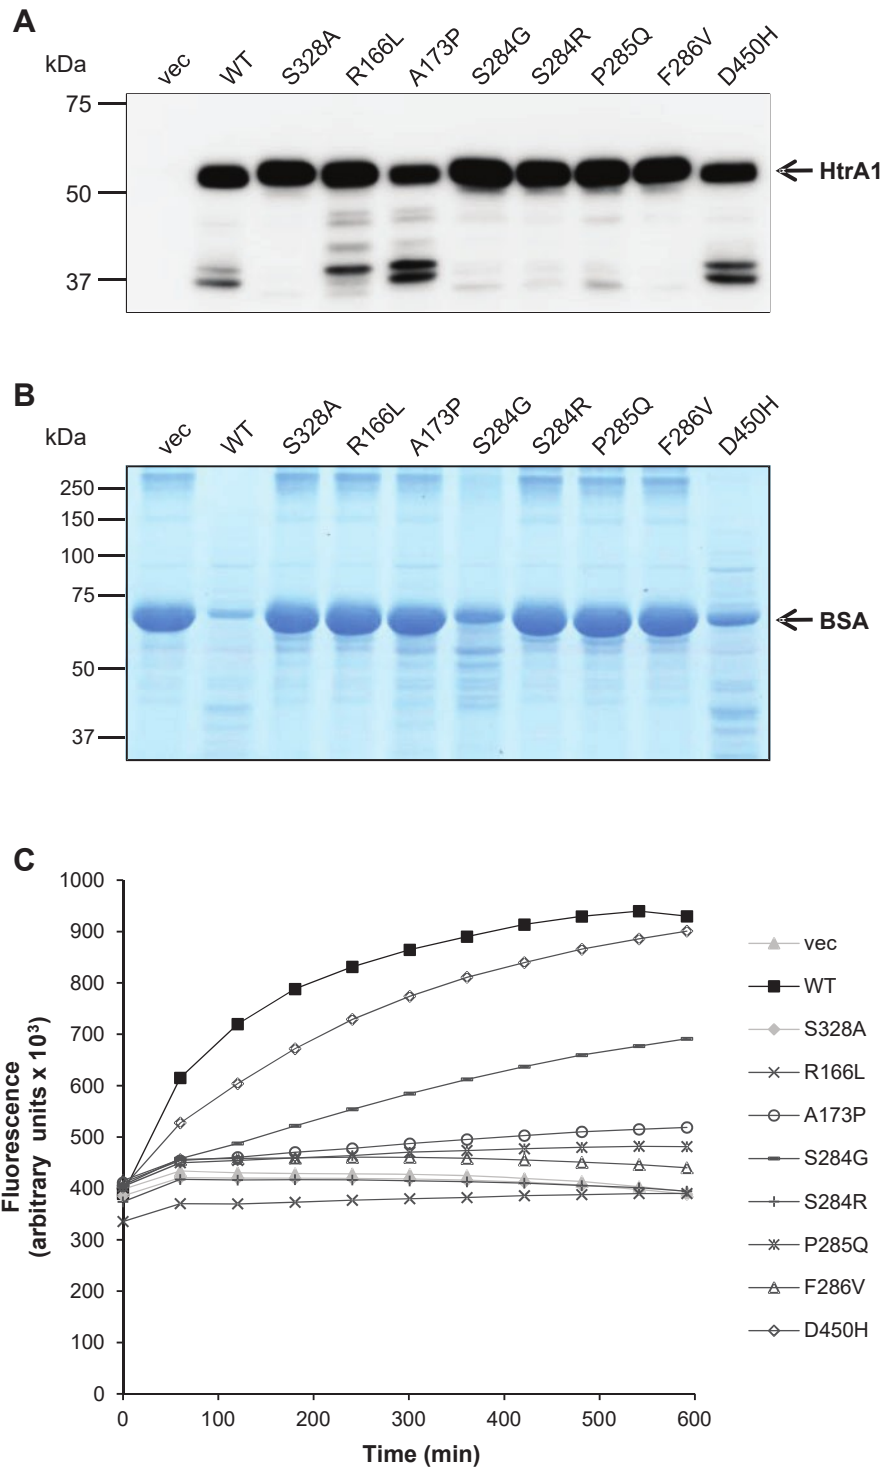 A
kDa
vec WT S328A R166L A173P S284G S284R P285Q F286V D450H
75
HtrA1
50
37
B
kDa
vec WT S328A R166L A173P S284G S284R P285Q F286V D450H
250
150
100
75
BSA
50
37
C
1000
900
800
700
600
500
400
300
200
100
0
Fluorescence
(arbitrary units x 10³)
0 100 200 300 400 500 600
Time (min)
vec
WT
S328A
R166L
A173P
S284G
S284R
P285Q
F286V
D450H